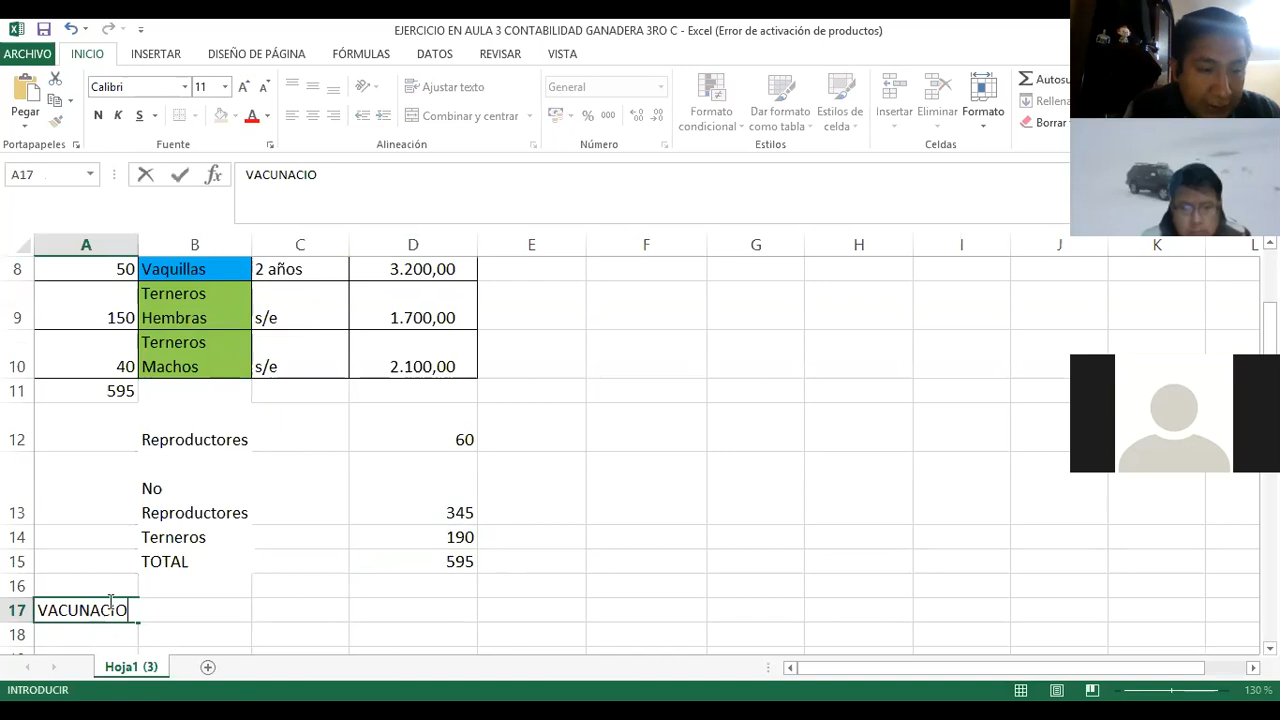 EJERCICIO EN AULA 3 CONTABILIDAD GANADERA 3RO C - Excel (Error de activación de productos)
ARCHIVO INICIO INSERTAR DISEÑO DE PÁGINA FÓRMULAS DATOS REVISAR VISTA
Calibri 11 Ajustar texto General Autosu
Pegar N K S A Combinar y centrar % 000 Formato condicional Dar formato como tabla Estilos de celda Insertar Eliminar Formato Rellena
Borrar
Portapapeles Fuente Alineación Número Estilos Celdas
A17 fx VACUNACIO
A B C D E F G H I J K L
8 50 Vaquillas 2 años 3.200,00
Terneros
9 150 Hembras s/e 1.700,00
Terneros
10 40 Machos s/e 2.100,00
11 595
12 Reproductores 60
No
13 Reproductores 345
14 Terneros 190
15 TOTAL 595
16
17 VACUNACIO
18
Hoja1 (3)
INTRODUCIR 130 %